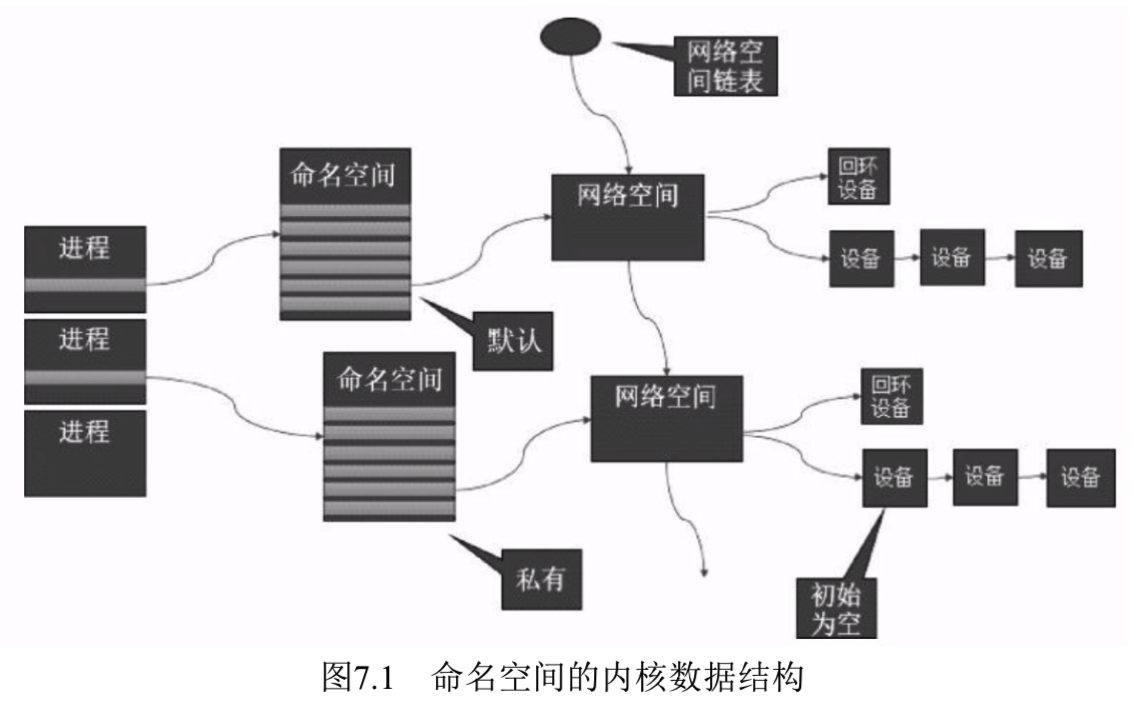 网络空
间链表
命名空间
网络空间
回环
设备
进程
设备
设备
设备
进程
默认
命名空间
网络空间
回环
设备
进程
设备
设备
设备
私有
初始
为空
图7.1 命名空间的内核数据结构